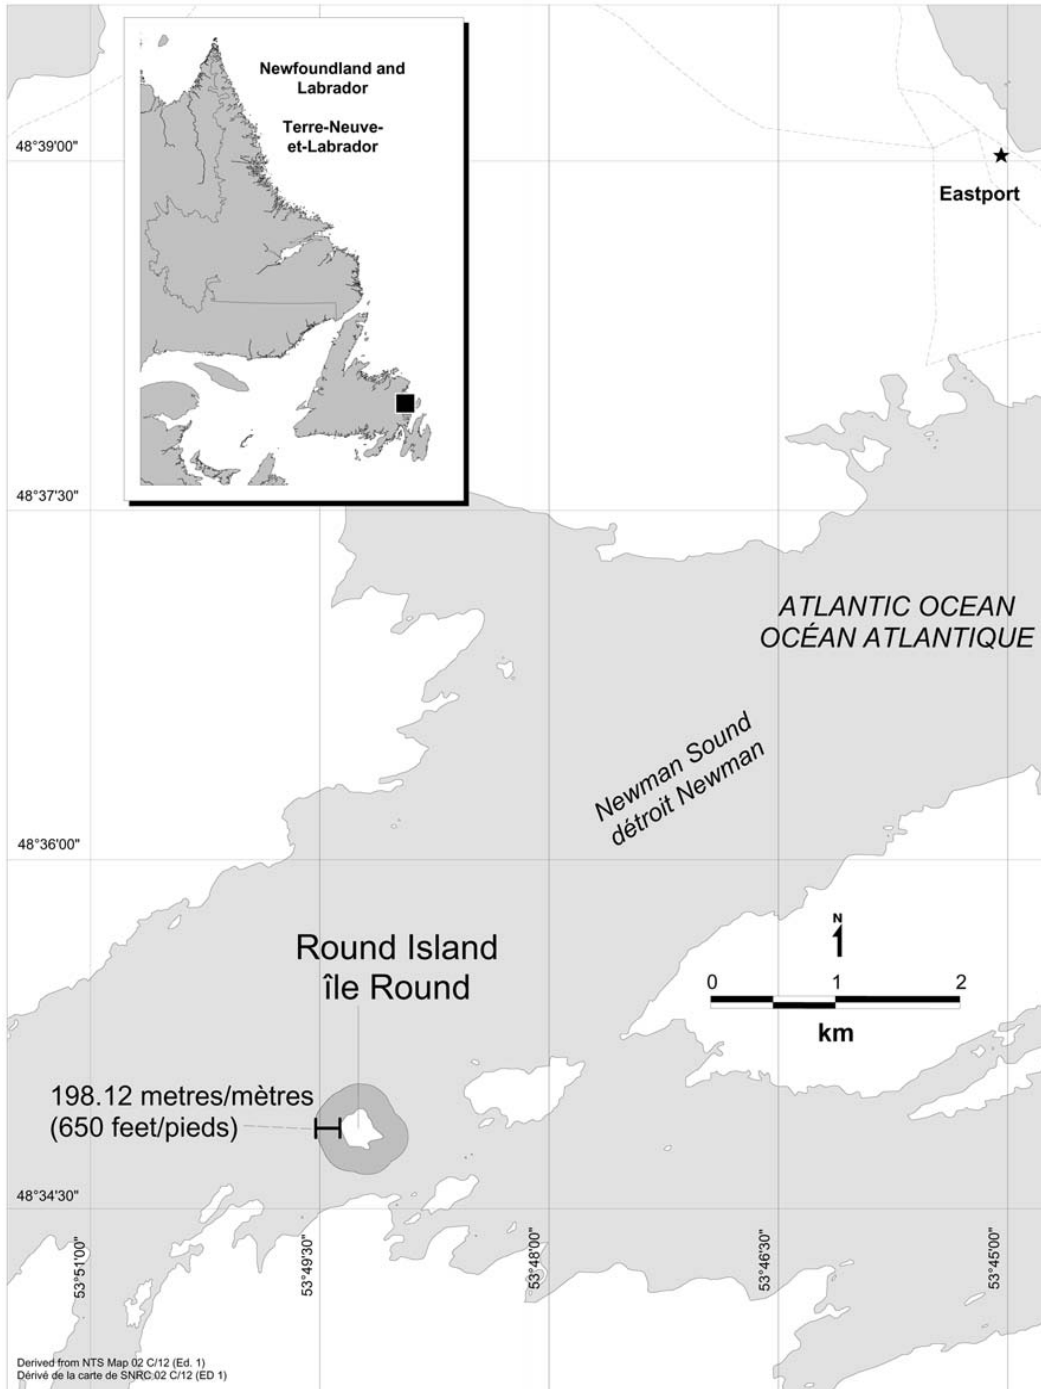 Newfoundland and
Labrador
Terre-Neuve-
et-Labrador
48°39'00"
Eastport
48°37'30"
ATLANTIC OCEAN
OCÉAN ATLANTIQUE
Newman Sound
détroit Newman
48°36'00"
Round Island
île Round
N
0 1 2
km
198.12 metres/mètres
(650 feet/pieds)
48°34'30"
53°51'00"
53°49'30"
53°48'00"
53°46'30"
53°45'00"
Derived from NTS Map 02 C/12 (Ed. 1)
Dérivé de la carte de SNRC 02 C/12 (ED 1)